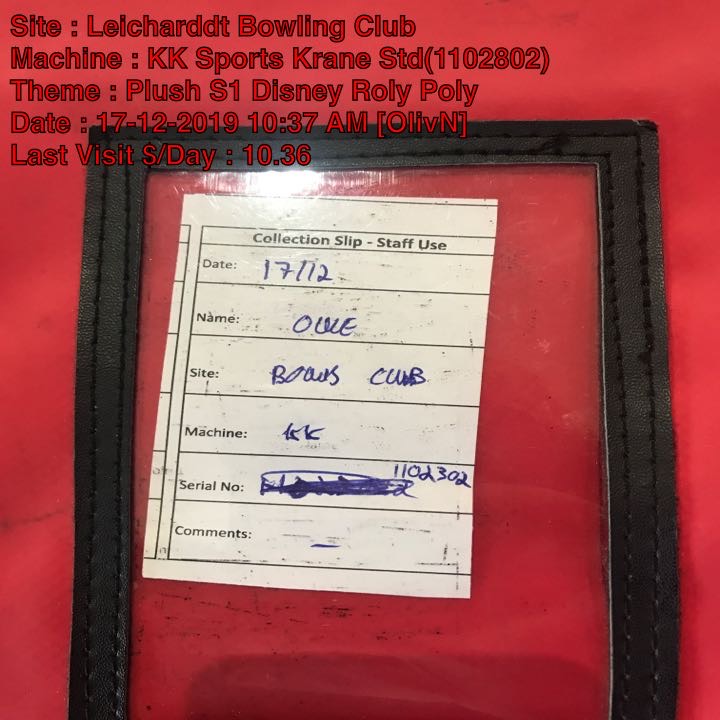 Site : Leicharddt Bowling Club
Machine : KK Sports Krane Std(1102802)
Theme : Plush S1 Disney Roly Poly
Date : 17-12-2019 10:37 AM [OlivN]
Last Visit $/Day : 10.36
Collection Slip - Staff Use
Date: 17/12
Name: OLLIE
Site: BOWLS CLUB
Machine: KK
Serial No: 1102302
Comments: —